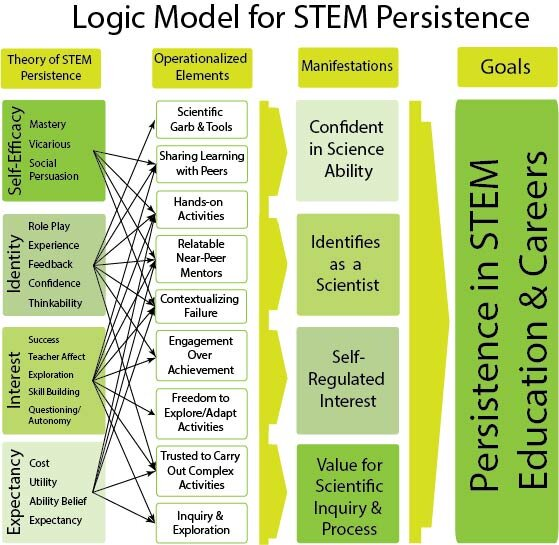 Logic Model for STEM Persistence
Theory of STEM
Persistence
Operationalized
Elements
Manifestations
Goals
Self-Efficacy
Mastery
Vicarious
Social
Persuasion
Identity
Role Play
Experience
Feedback
Confidence
Thinkability
Interest
Success
Teacher Affect
Exploration
Skill Building
Questioning/
Autonomy
Expectancy
Cost
Utility
Ability Belief
Expectancy
Scientific
Garb & Tools
Sharing Learning
with Peers
Hands-on
Activities
Relatable
Near-Peer
Mentors
Contextualizing
Failure
Engagement
Over
Achievement
Freedom to
Explore/Adapt
Activities
Trusted to Carry
Out Complex
Activities
Inquiry &
Exploration
Confident
in Science
Ability
Identifies
as a
Scientist
Self-
Regulated
Interest
Value for
Scientific
Inquiry &
Process
Persistence in STEM
Education & Careers